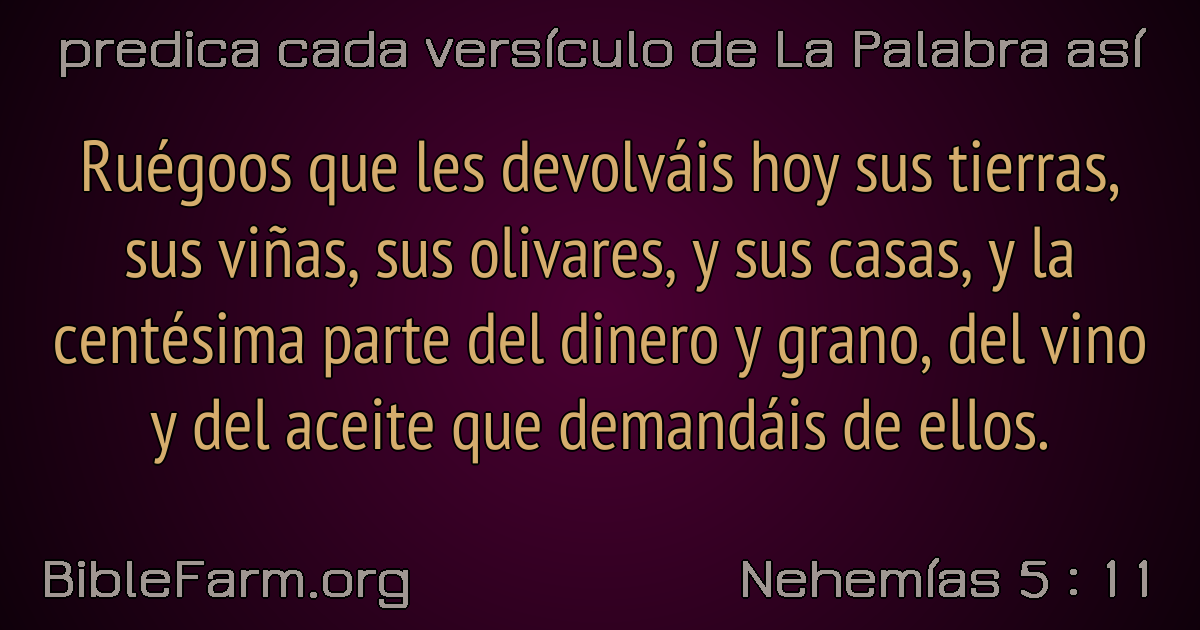 predica cada versículo de La Palabra así
Ruégoos que les devolváis hoy sus tierras,
sus viñas, sus olivares, y sus casas, y la
centésima parte del dinero y grano, del vino
y del aceite que demandáis de ellos.
BibleFarm.org
Nehemías 5 : 11